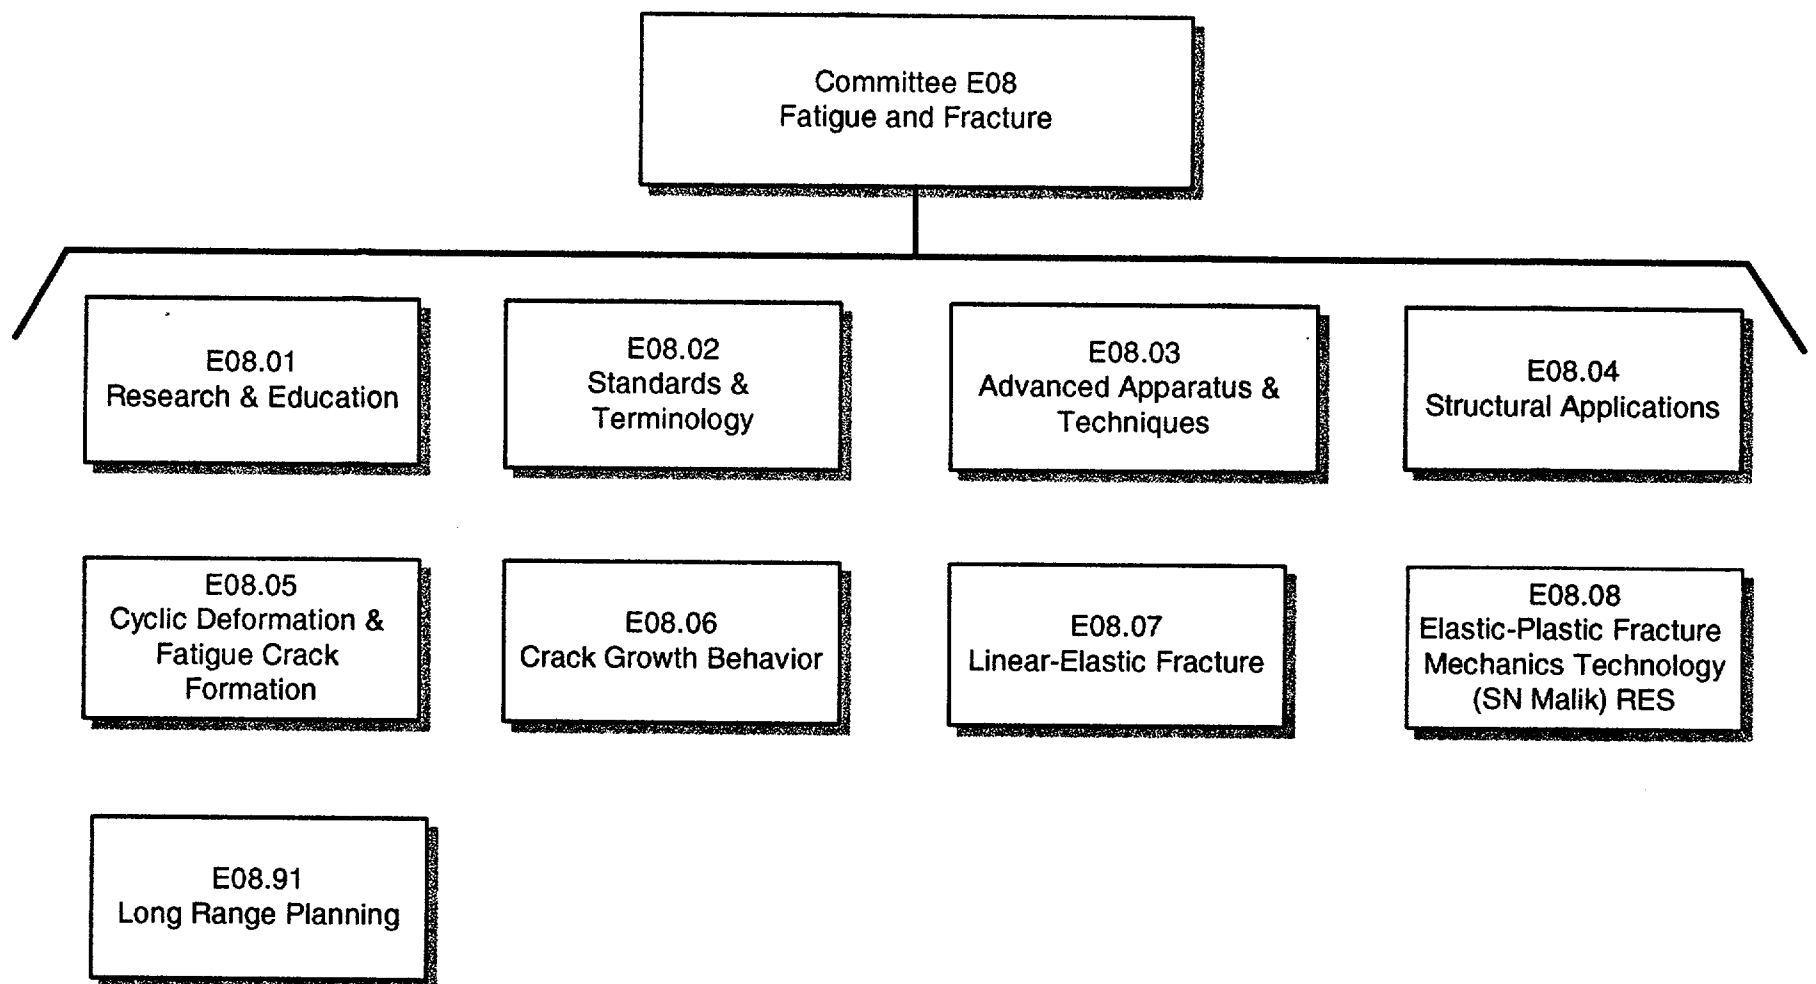 Committee E08
Fatigue and Fracture
E08.01
Research & Education
E08.02
Standards &
Terminology
E08.03
Advanced Apparatus &
Techniques
E08.04
Structural Applications
E08.05
Cyclic Deformation &
Fatigue Crack
Formation
E08.06
Crack Growth Behavior
E08.07
Linear-Elastic Fracture
E08.08
Elastic-Plastic Fracture
Mechanics Technology
(SN Malik) RES
E08.91
Long Range Planning